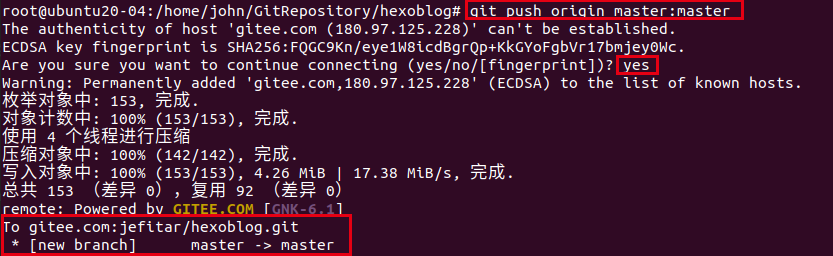 root@ubuntu20-04:/home/john/GitRepository/hexoblog# git push origin master:master
The authenticity of host 'gitee.com (180.97.125.228)' can't be established.
ECDSA key fingerprint is SHA256:FQGC9Kn/eye1W8icdBgrQp+KkGYoFgbVr17bmjey0Wc.
Are you sure you want to continue connecting (yes/no/[fingerprint])? yes
Warning: Permanently added 'gitee.com,180.97.125.228' (ECDSA) to the list of known hosts.
枚举对象中: 153, 完成.
对象计数中: 100% (153/153), 完成.
使用 4 个线程进行压缩
压缩对象中: 100% (142/142), 完成.
写入对象中: 100% (153/153), 4.26 MiB | 17.38 MiB/s, 完成.
总共 153 （差异 0），复用 92 （差异 0）
remote: Powered by GITEE.COM [GNK-6.1]
To gitee.com:jefitar/hexoblog.git
 * [new branch]      master -> master